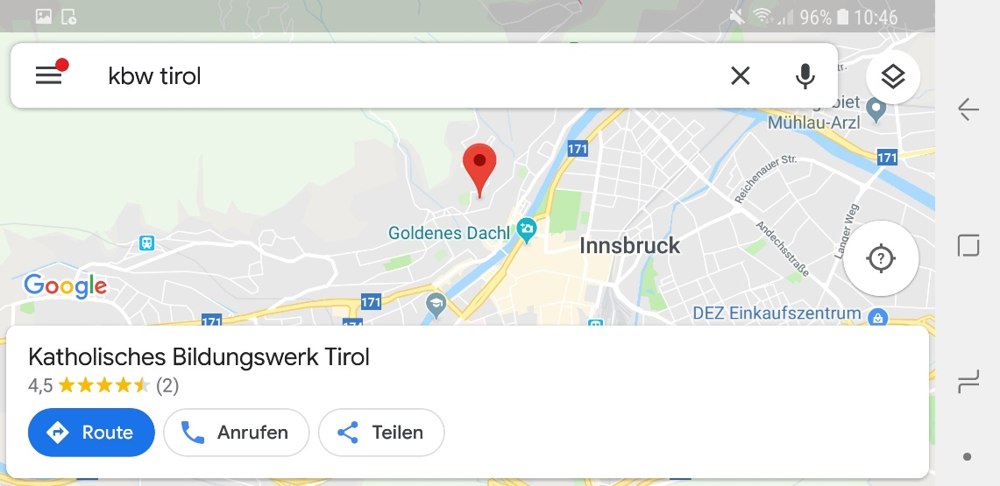 96% 10:46
kbw tirol
tr.
gebiet
Mühlau-Arzl
171
171
Reichenauer Str.
Langer Weg
Andechsstraße
Goldenes Dachl
Innsbruck
Google
171
171
171
DEZ Einkaufszentrum
Katholisches Bildungswerk Tirol
4,5 (2)
Route Anrufen Teilen